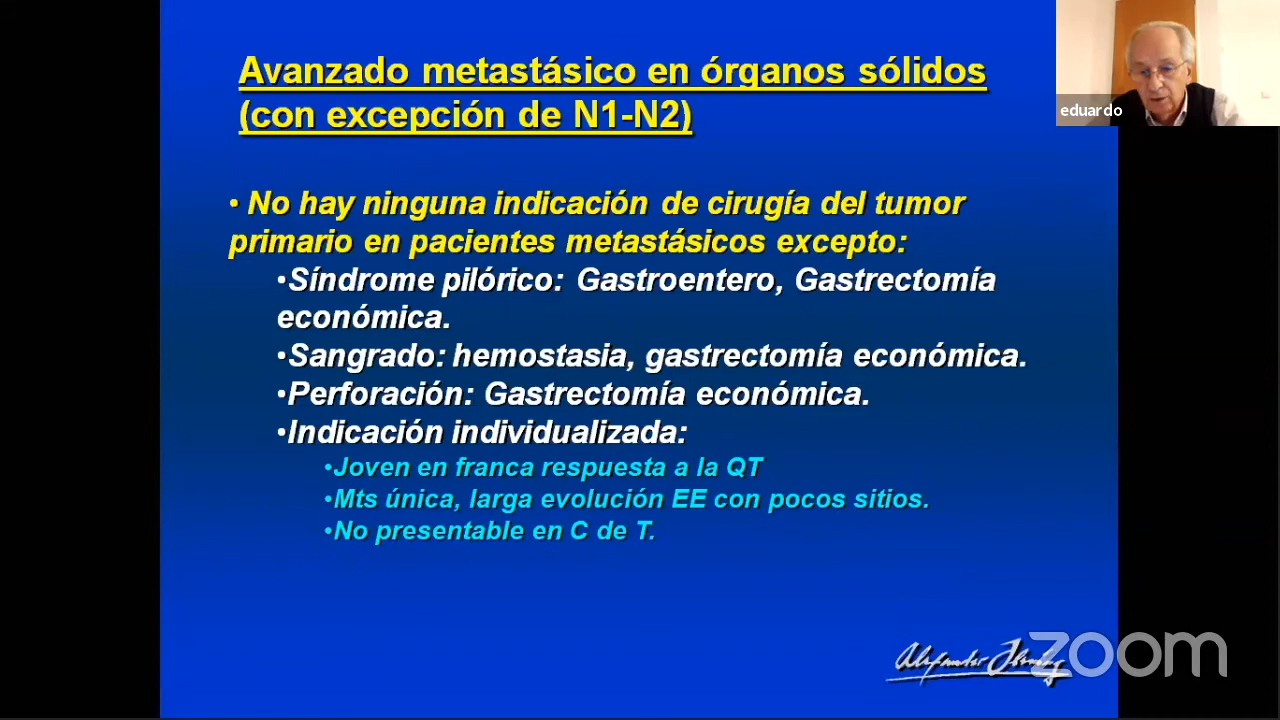 Avanzado metastásico en órganos sólidos
(con excepción de N1-N2)
eduardo
• No hay ninguna indicación de cirugía del tumor
primario en pacientes metastásicos excepto:
•Síndrome pilórico: Gastroentero, Gastrectomía
económica.
•Sangrado: hemostasia, gastrectomía económica.
•Perforación: Gastrectomía económica.
•Indicación individualizada:
•Joven en franca respuesta a la QT
•Mts única, larga evolución EE con pocos sitios.
•No presentable en C de T.
zoom